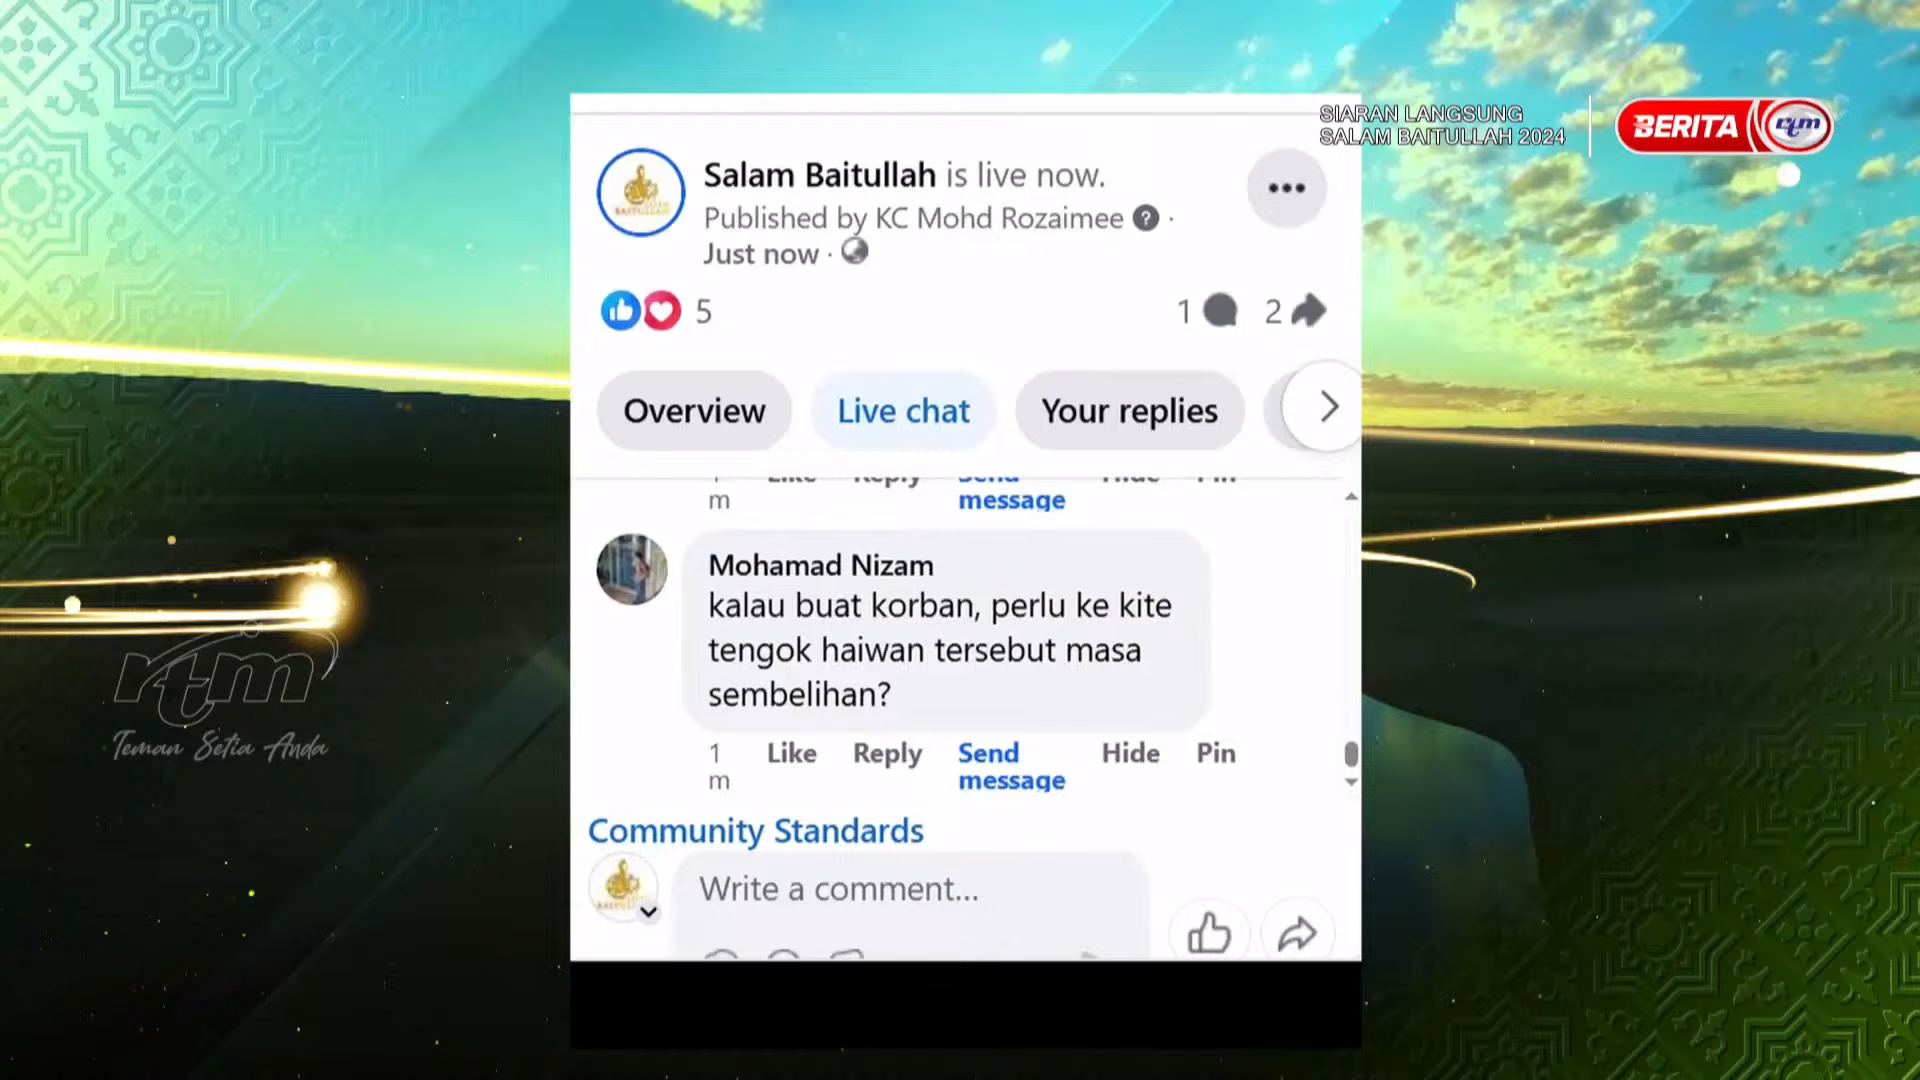 SIARAN LANGSUNG
SALAM BAITULLAH 2024
BERITA rtm
Salam Baitullah is live now.
Published by KC Mohd Rozaimee ? ·
Just now ·
5
1
2
Overview
Live chat
Your replies
m
Like Reply Send Hide Pin
message
Mohamad Nizam
kalau buat korban, perlu ke kite
tengok haiwan tersebut masa
sembelihan?
1 Like Reply Send Hide Pin
m message
Community Standards
Write a comment...
rtm
Teman Setia Anda